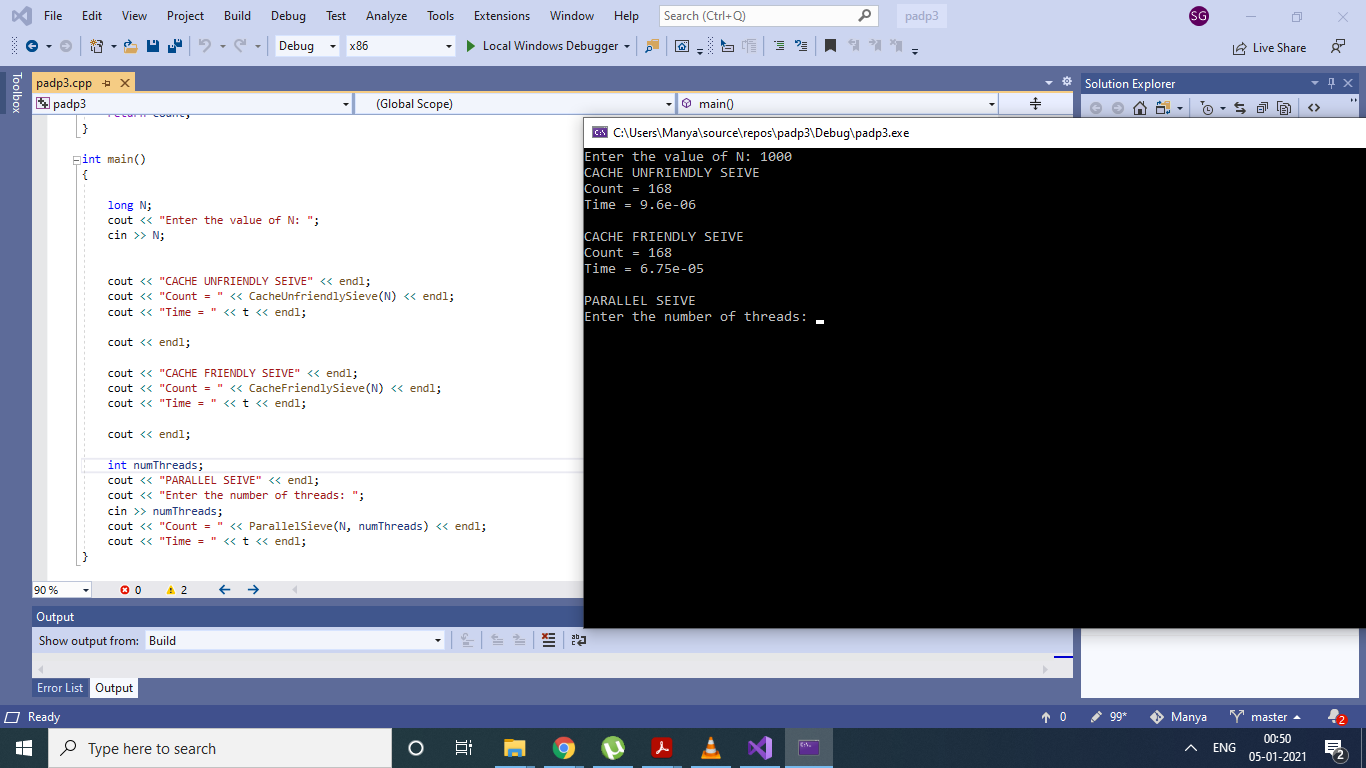 File Edit View Project Build Debug Test Analyze Tools Extensions Window Help Search (Ctrl+Q) padp3 SG
Debug x86 Local Windows Debugger Live Share
Toolbox
padp3.cpp
Solution Explorer
padp3 (Global Scope) main()
return count;
}
int main()
{
long N;
cout << "Enter the value of N: ";
cin >> N;
cout << "CACHE UNFRIENDLY SEIVE" << endl;
cout << "Count = " << CacheUnfriendlySieve(N) << endl;
cout << "Time = " << t << endl;
cout << endl;
cout << "CACHE FRIENDLY SEIVE" << endl;
cout << "Count = " << CacheFriendlySieve(N) << endl;
cout << "Time = " << t << endl;
cout << endl;
int numThreads;
cout << "PARALLEL SEIVE" << endl;
cout << "Enter the number of threads: ";
cin >> numThreads;
cout << "Count = " << ParallelSieve(N, numThreads) << endl;
cout << "Time = " << t << endl;
}
C:\Users\Manya\source\repos\padp3\Debug\padp3.exe
Enter the value of N: 1000
CACHE UNFRIENDLY SEIVE
Count = 168
Time = 9.6e-06
CACHE FRIENDLY SEIVE
Count = 168
Time = 6.75e-05
PARALLEL SEIVE
Enter the number of threads:
90 % 0 2
Output
Show output from: Build
Error List Output
Ready 0 99* Manya master 2
Type here to search
ENG 00:50
05-01-2021 2